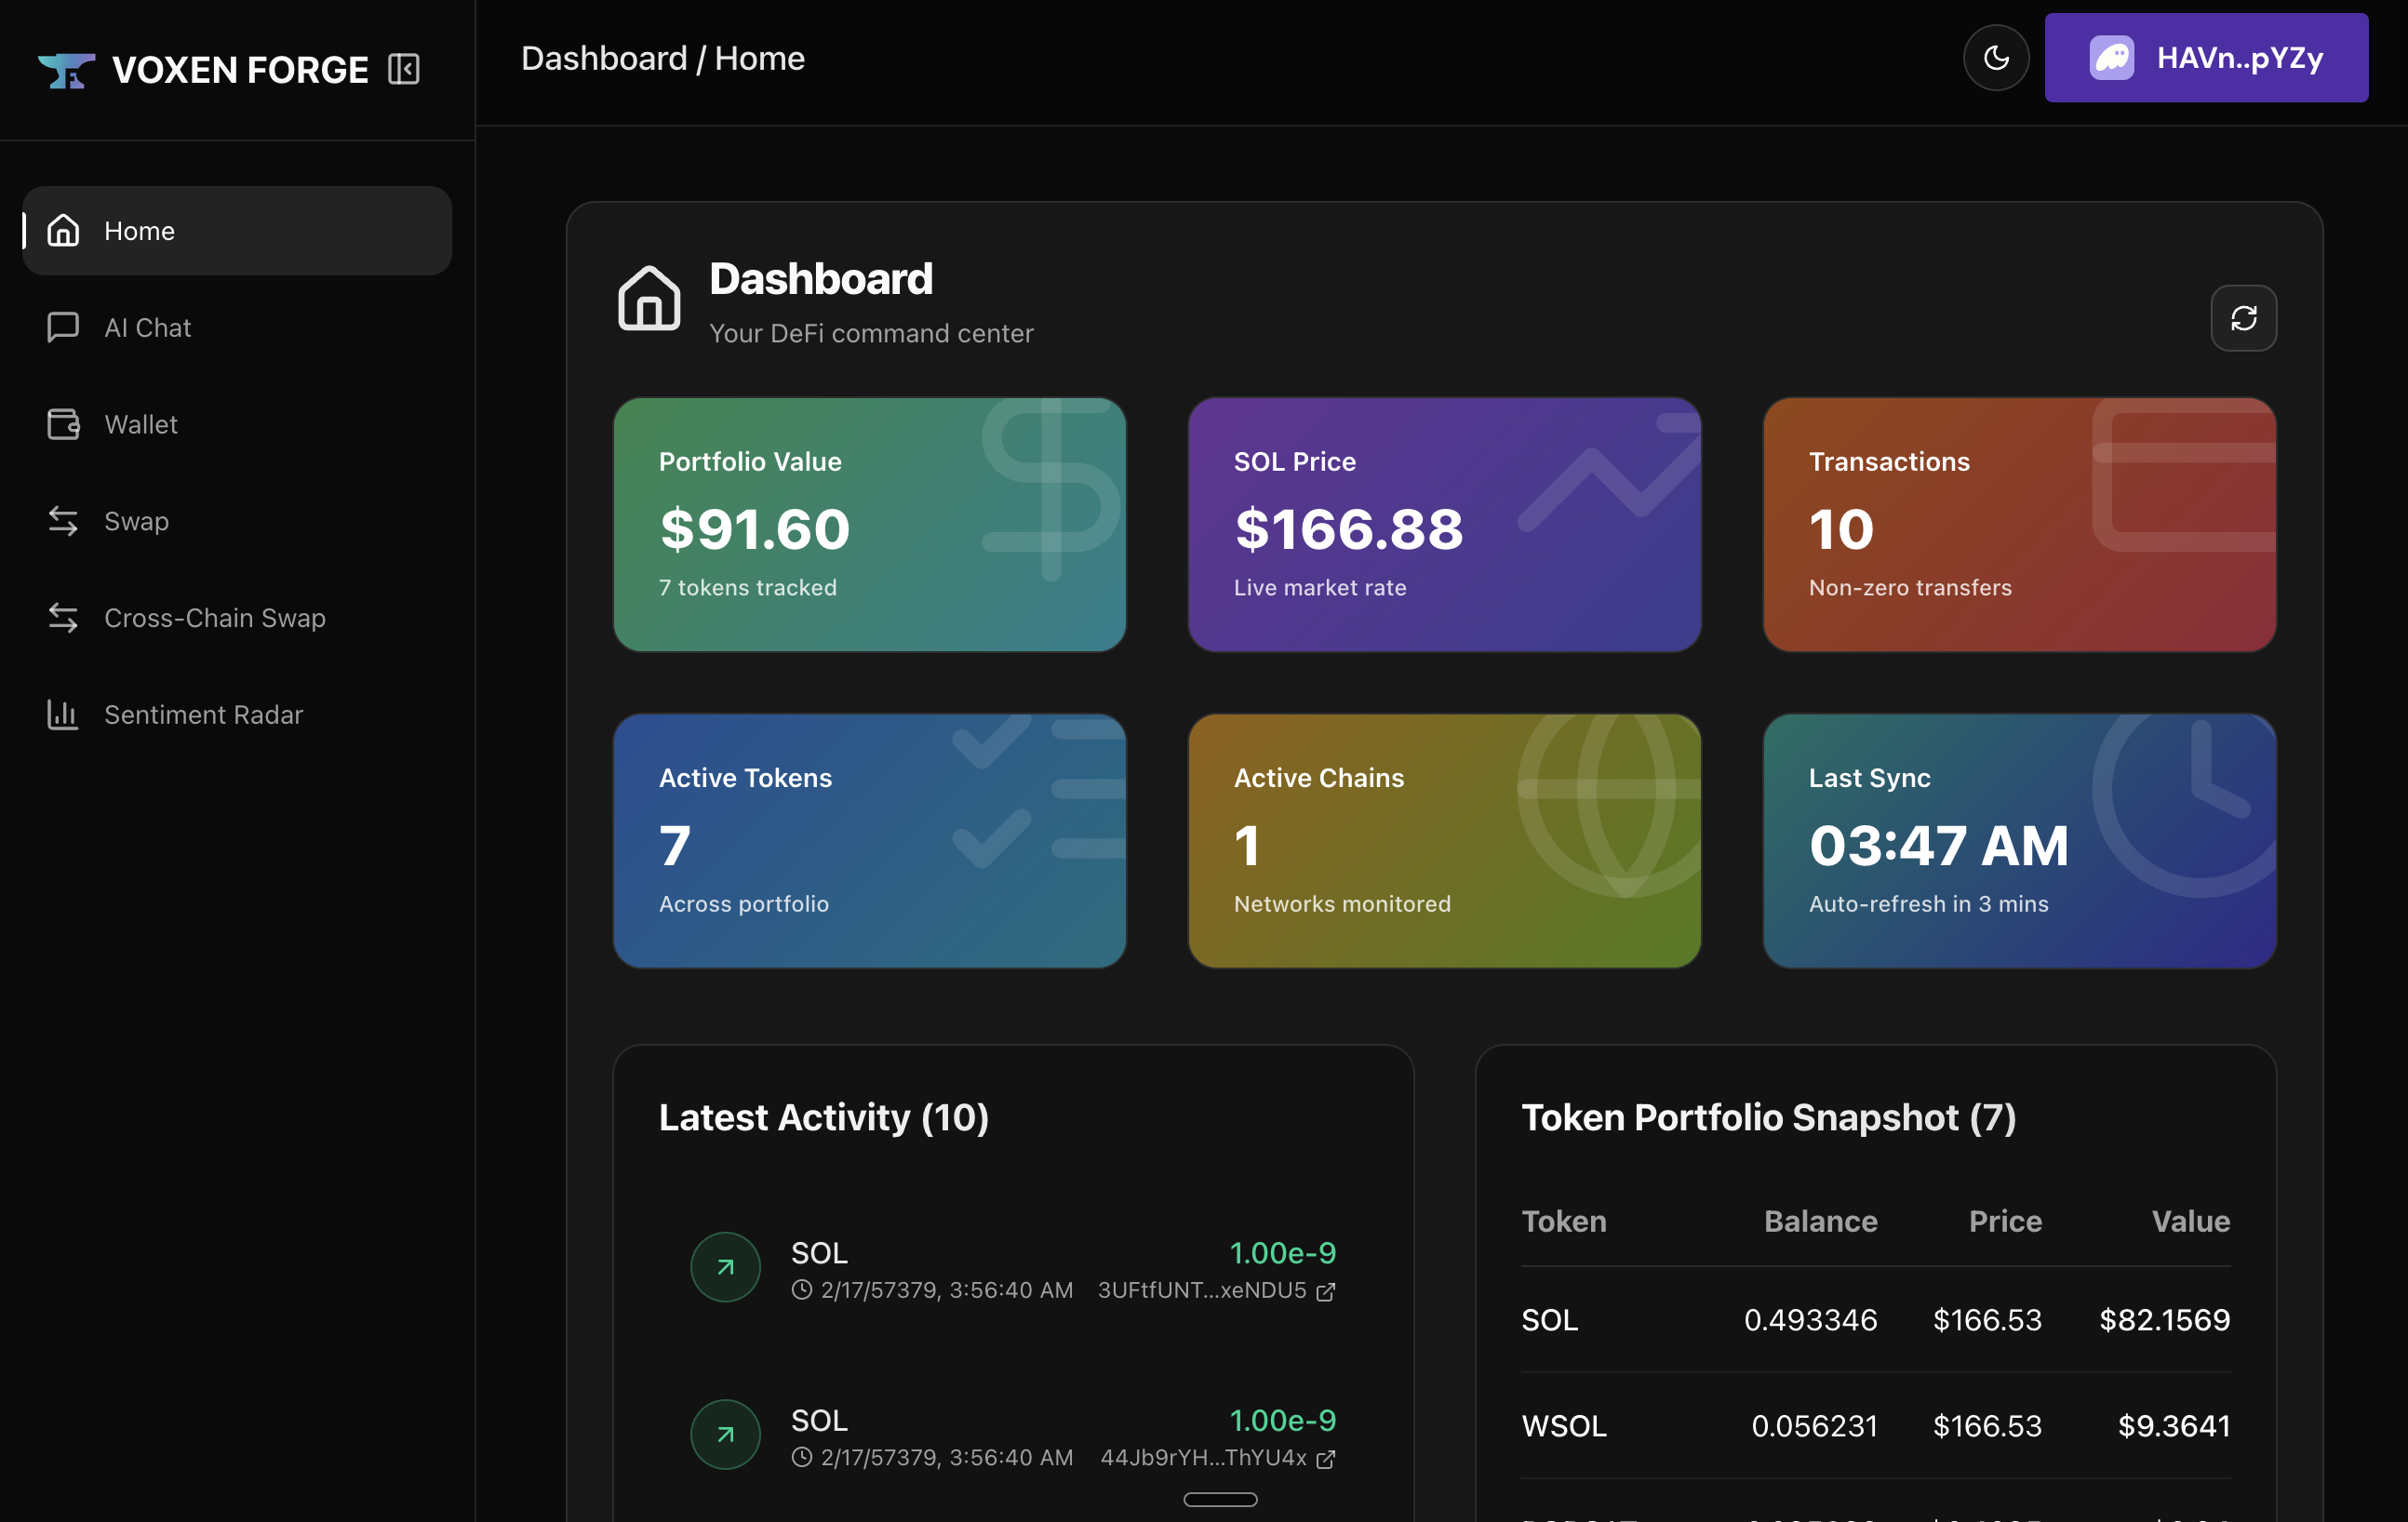 VOXEN FORGE
Dashboard / Home
HAVn..pYZy
Home
AI Chat
Wallet
Swap
Cross-Chain Swap
Sentiment Radar
Dashboard
Your DeFi command center
Portfolio Value
$91.60
7 tokens tracked
SOL Price
$166.88
Live market rate
Transactions
10
Non-zero transfers
Active Tokens
7
Across portfolio
Active Chains
1
Networks monitored
Last Sync
03:47 AM
Auto-refresh in 3 mins
Latest Activity (10)
SOL 1.00e-9
2/17/57379, 3:56:40 AM 3UFtfUNT...xeNDU5
SOL 1.00e-9
2/17/57379, 3:56:40 AM 44Jb9rYH...ThYU4x
Token Portfolio Snapshot (7)
Token Balance Price Value
SOL 0.493346 $166.53 $82.1569
WSOL 0.056231 $166.53 $9.3641